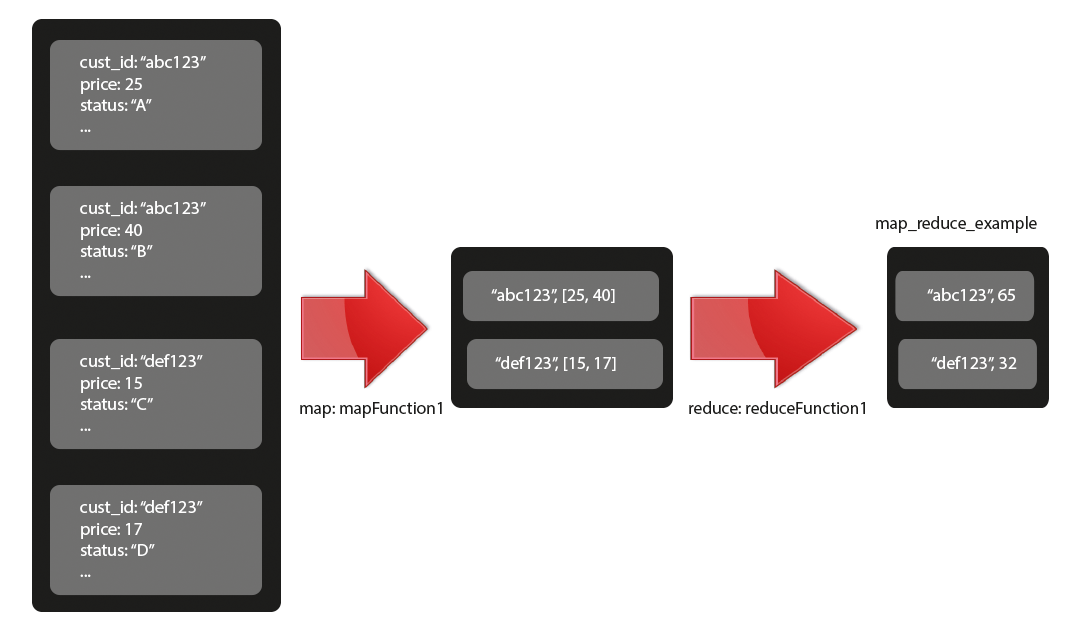 cust_id: “abc123”
price: 25
status: “A”
...
cust_id: “abc123”
price: 40
status: “B”
...
cust_id: “def123”
price: 15
status: “C”
...
cust_id: “def123”
price: 17
status: “D”
...
map: mapFunction1
“abc123”, [25, 40]
“def123”, [15, 17]
reduce: reduceFunction1
map_reduce_example
“abc123”, 65
“def123”, 32